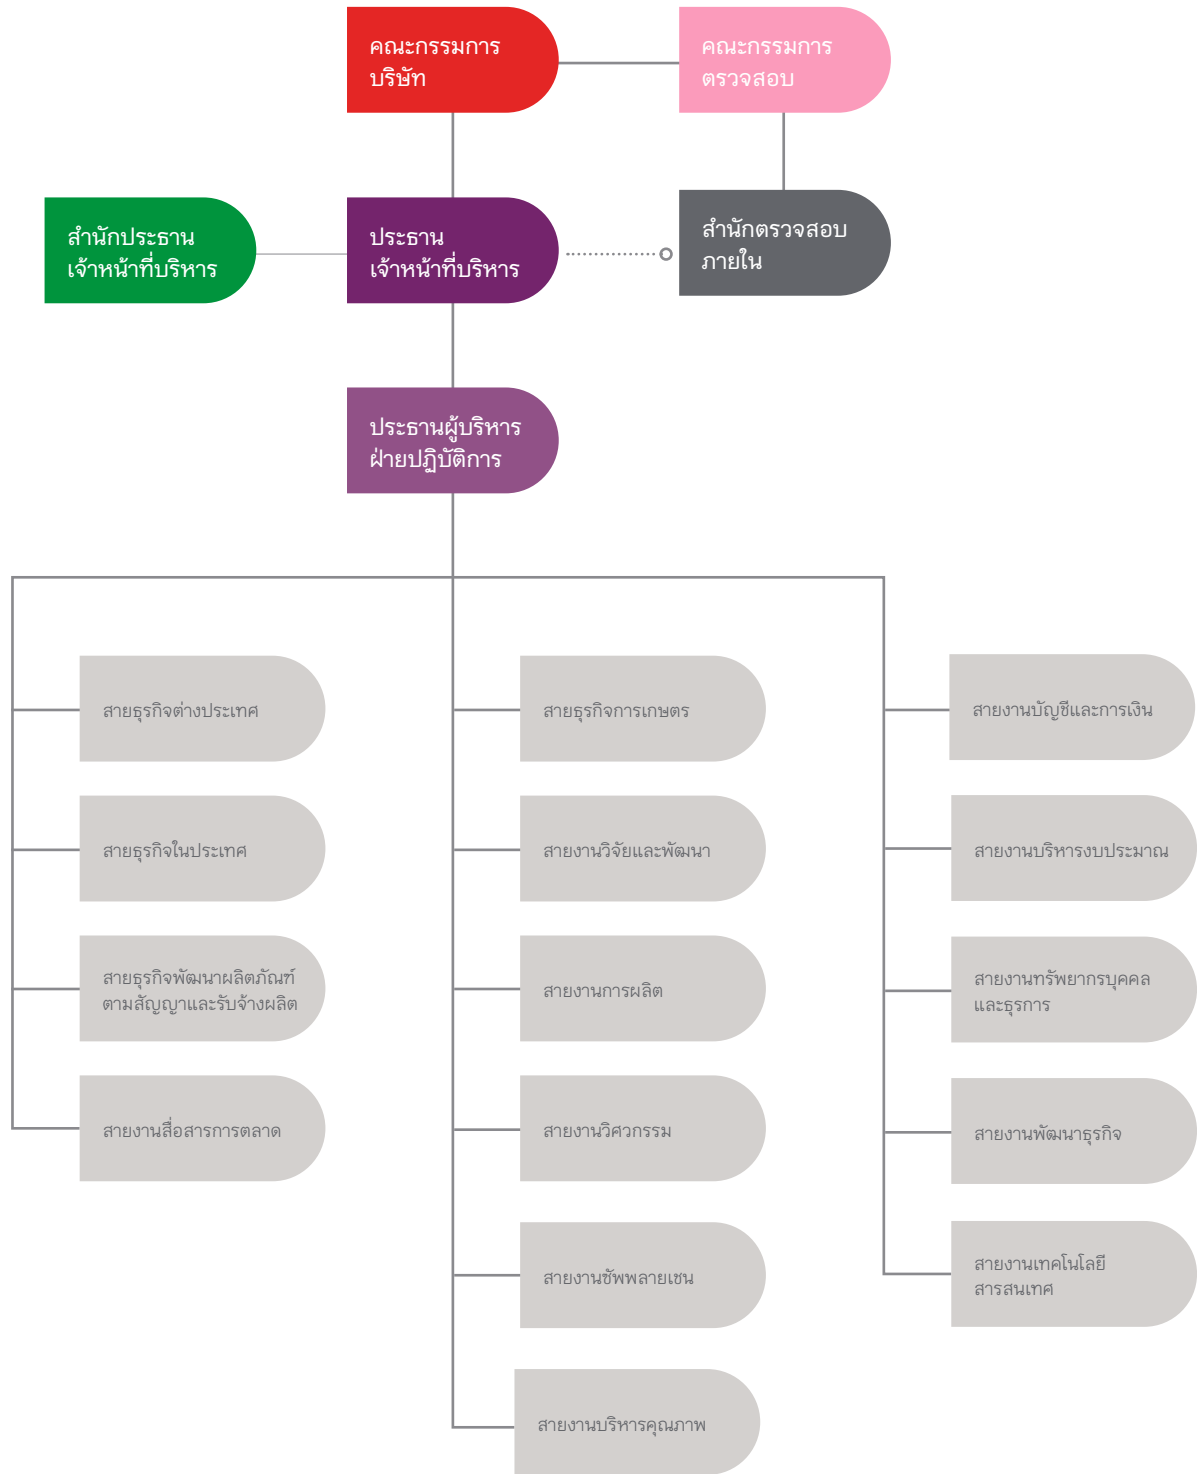 คณะกรรมการ
บริษัท
คณะกรรมการ
ตรวจสอบ
สำนักประธาน
เจ้าหน้าที่บริหาร
ประธาน
เจ้าหน้าที่บริหาร
สำนักตรวจสอบ
ภายใน
ประธานผู้บริหาร
ฝ่ายปฏิบัติการ
สายธุรกิจต่างประเทศ
สายธุรกิจในประเทศ
สายธุรกิจพัฒนาผลิตภัณฑ์
ตามสัญญาและรับจ้างผลิต
สายงานสื่อสารการตลาด
สายธุรกิจการเกษตร
สายงานวิจัยและพัฒนา
สายงานการผลิต
สายงานวิศวกรรม
สายงานซัพพลายเชน
สายงานบริหารคุณภาพ
สายงานบัญชีและการเงิน
สายงานบริหารงบประมาณ
สายงานทรัพยากรบุคคล
และธุรการ
สายงานพัฒนาธุรกิจ
สายงานเทคโนโลยี
สารสนเทศ